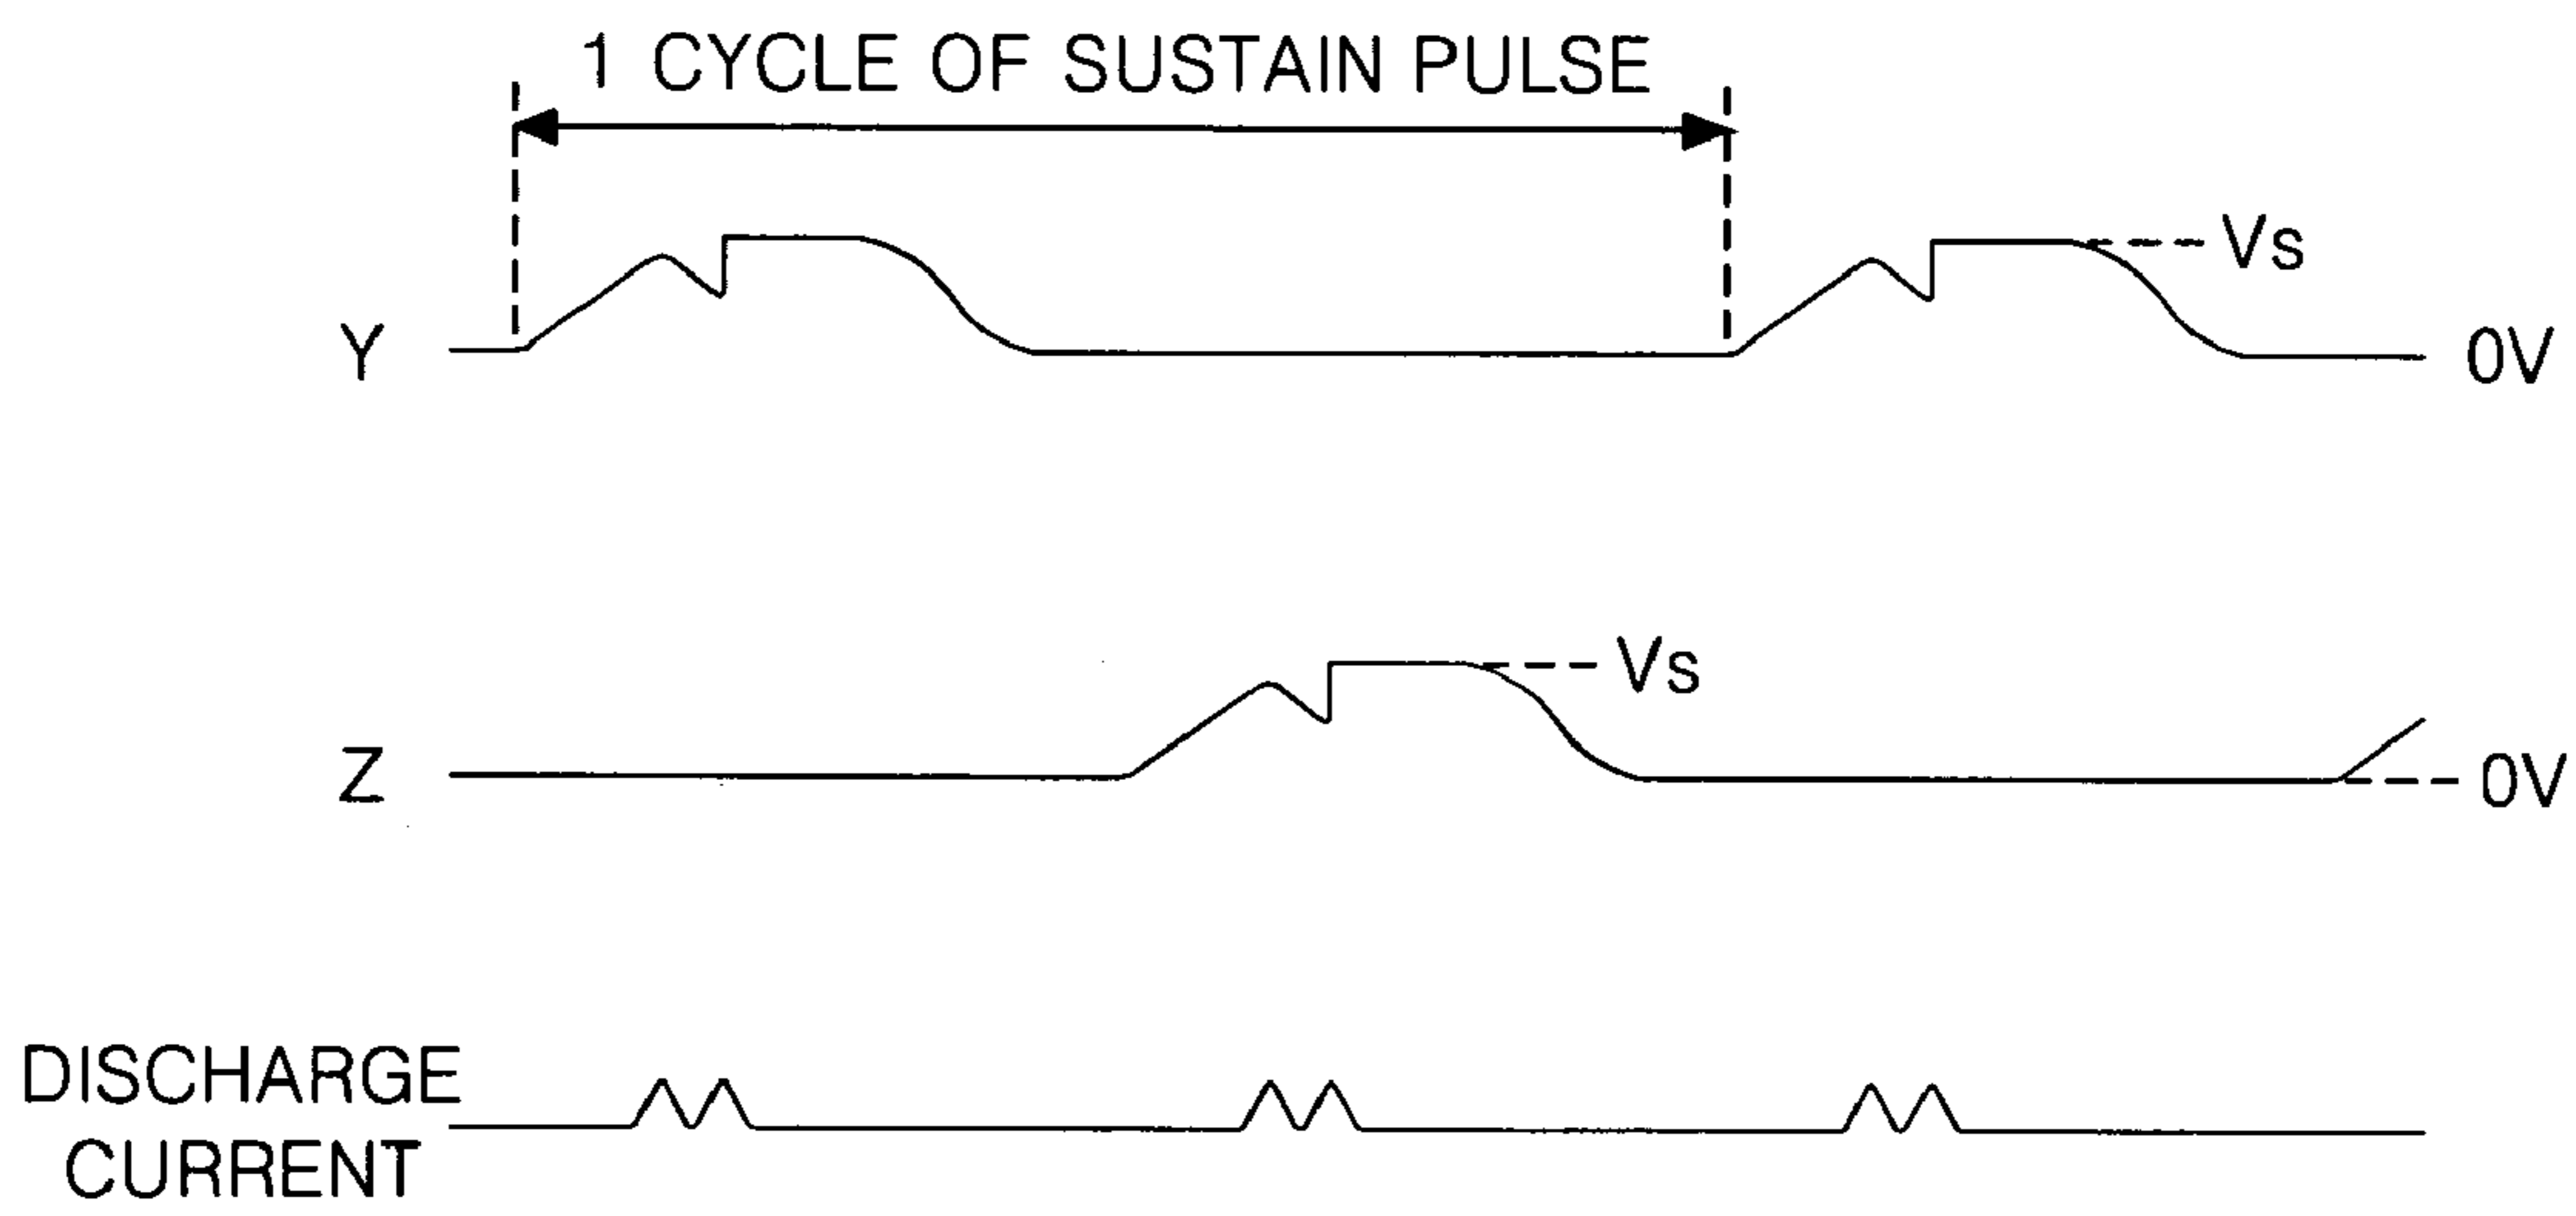 1 CYCLE OF SUSTAIN PULSE
Vs
Y
0V
Vs
Z
0V
DISCHARGE
CURRENT